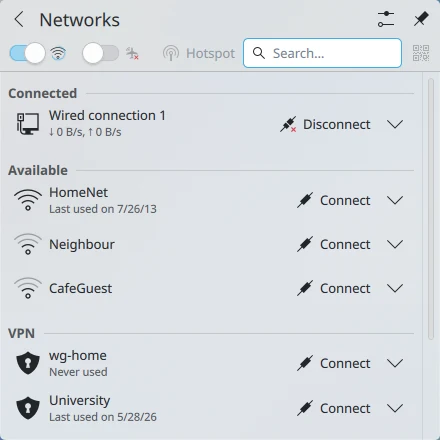 Networks
Hotspot
Search...
Connected
Wired connection 1
↓ 0 B/s, ↑ 0 B/s
Disconnect
Available
HomeNet
Last used on 7/26/13
Connect
Neighbour
Connect
CafeGuest
Connect
VPN
wg-home
Never used
Connect
University
Last used on 5/28/26
Connect